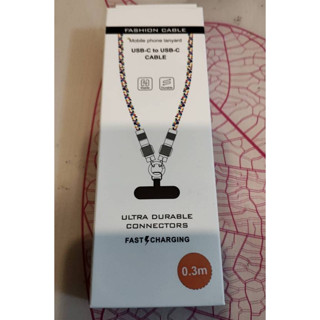 FASHION CABLE
"Mobile phone lanyard
USB-C to USB-C
CABLE
ULTRA DURABLE
CONNECTORS
FAST CHARGING
0.3m